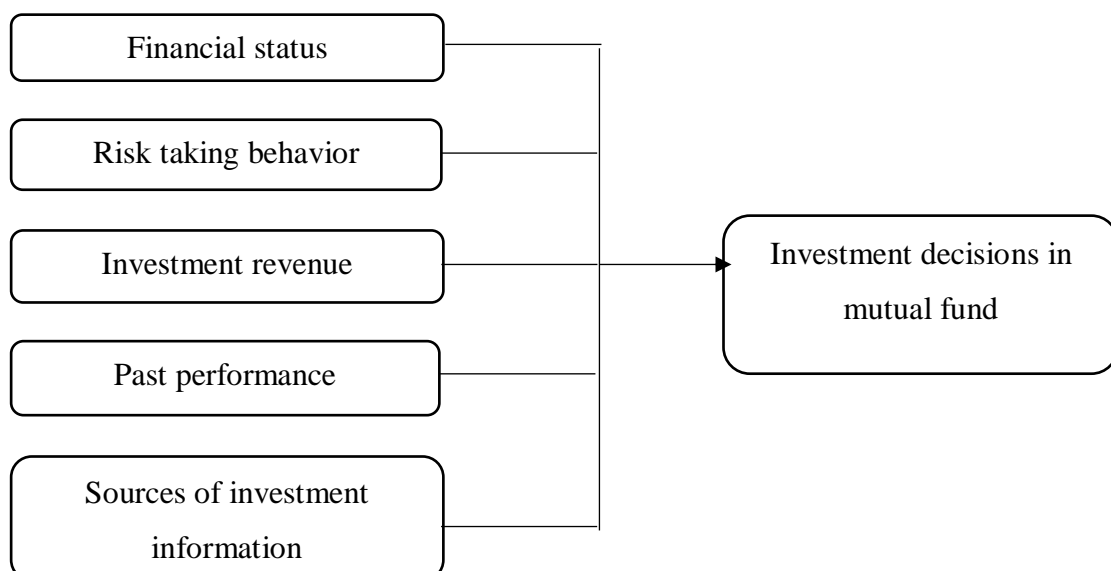 Financial status
Risk taking behavior
Investment revenue
Investment decisions in
mutual fund
Past performance
Sources of investment
information